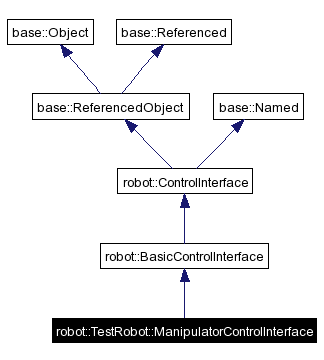 base::Object
base::Referenced
base::ReferencedObject
base::Named
robot::ControlInterface
robot::BasicControlInterface
robot::TestRobot::ManipulatorControlInterface